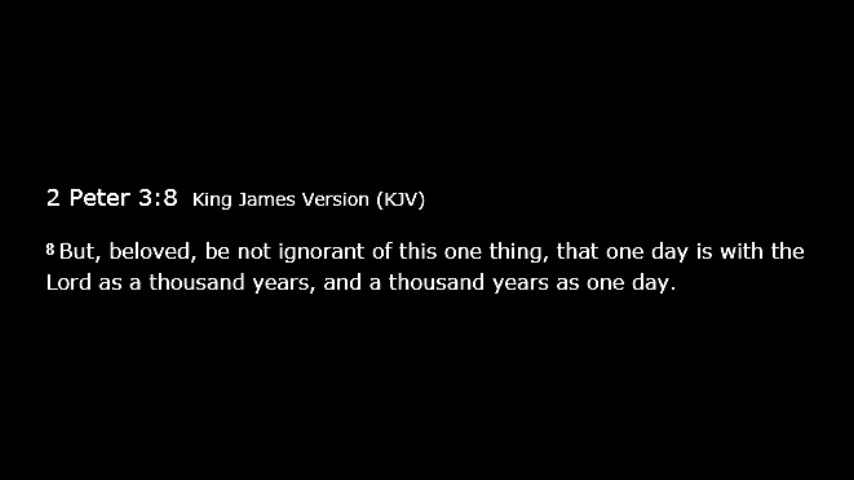 2 Peter 3:8 King James Version (KJV)
8 But, beloved, be not ignorant of this one thing, that one day is with the
Lord as a thousand years, and a thousand years as one day.